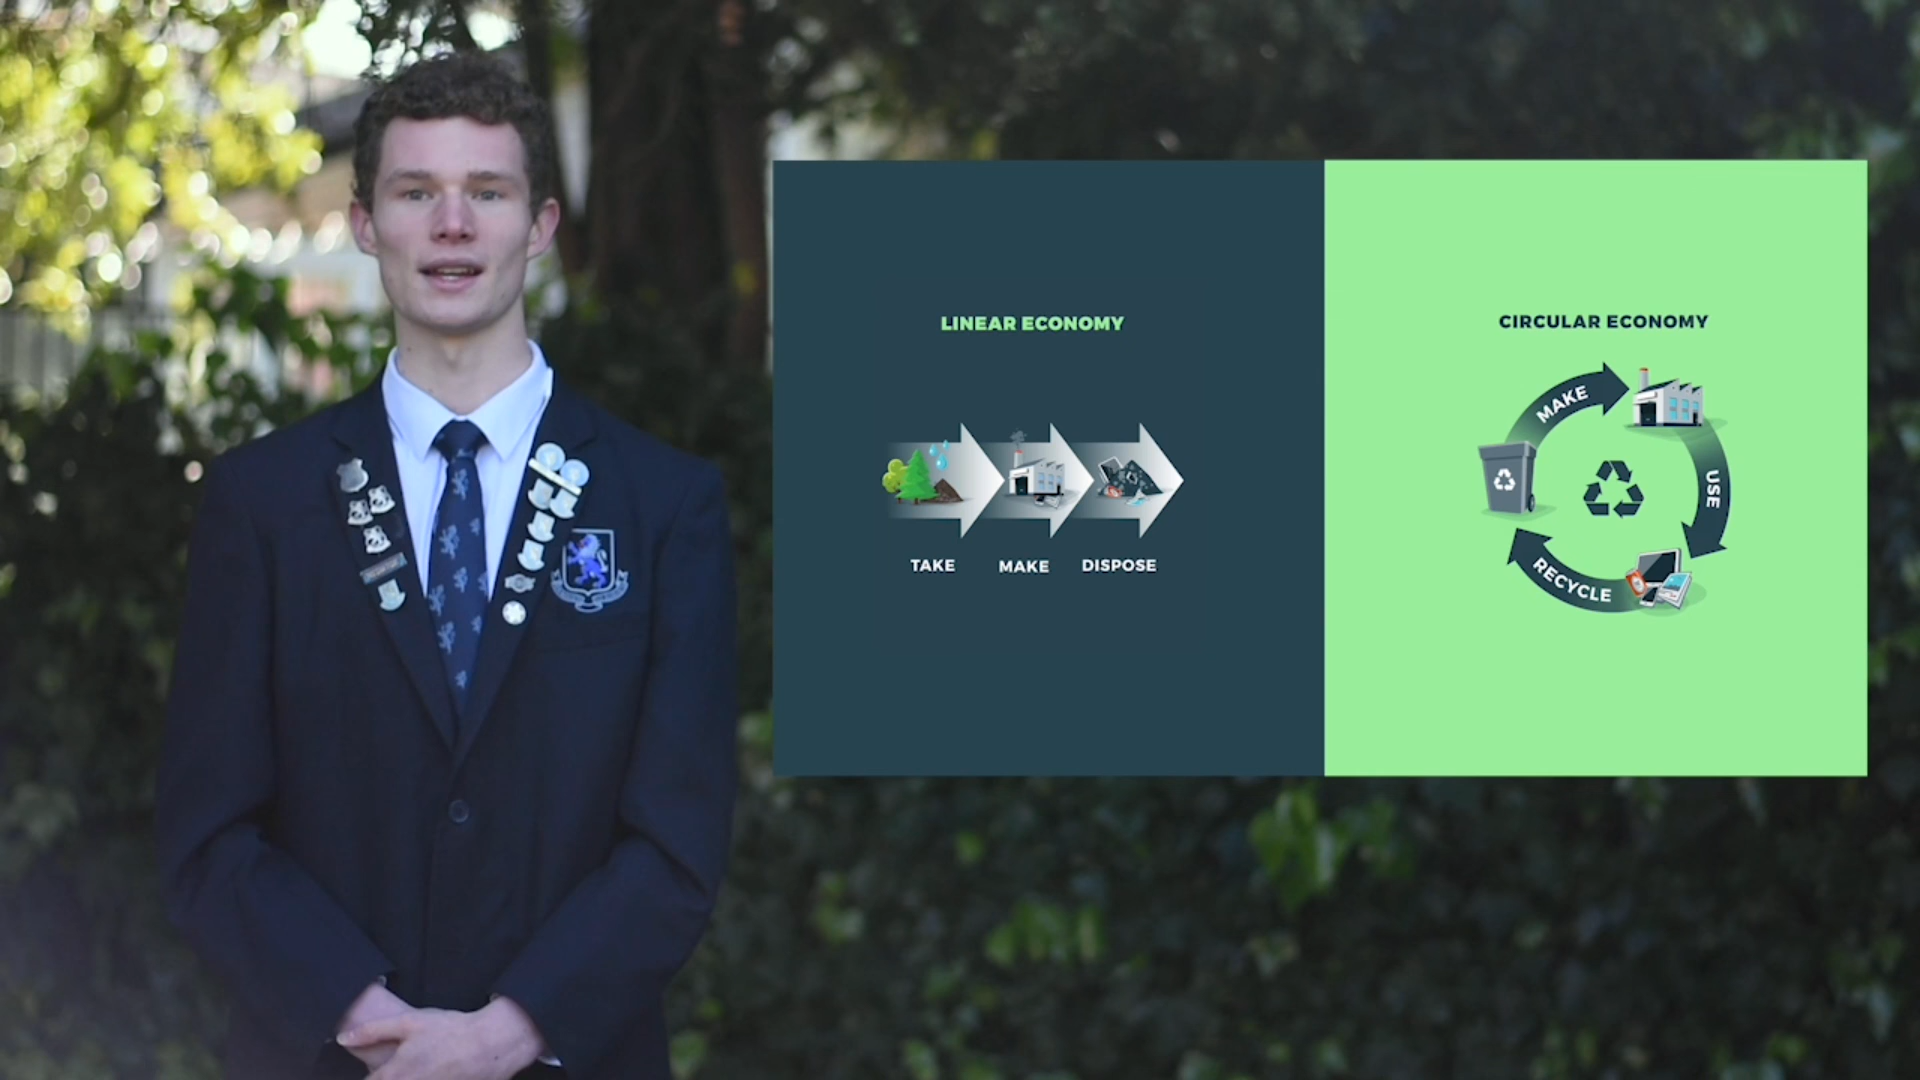 LINEAR ECONOMY
TAKE
MAKE
DISPOSE
CIRCULAR ECONOMY
MAKE
USE
RECYCLE